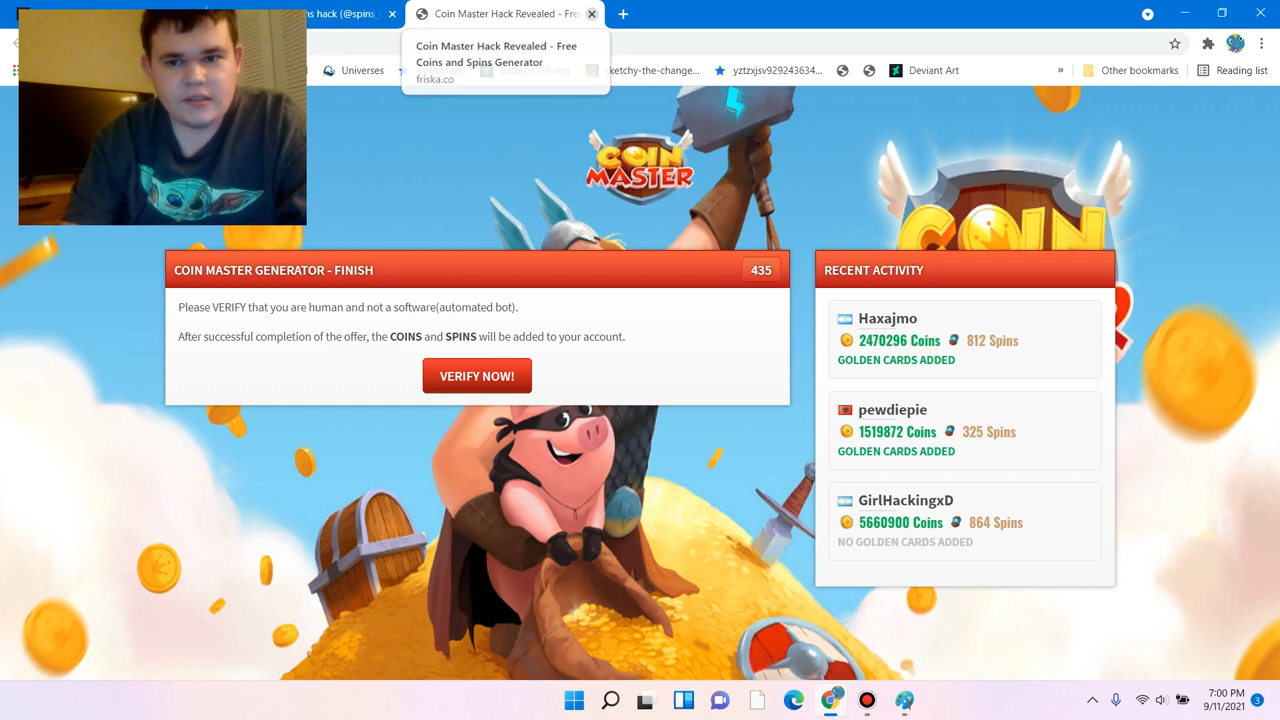 ns hack (@spins_
Coin Master Hack Revealed - Fre
Coin Master Hack Revealed - Free
Coins and Spins Generator
friska.co
Universes
sketchy-the-change...
yztzxjsv929243634...
Deviant Art
»
Other bookmarks
Reading list
COIN
MASTER
COIN
COIN MASTER GENERATOR - FINISH
435
Please VERIFY that you are human and not a software(automated bot).
After successful completion of the offer, the COINS and SPINS will be added to your account.
VERIFY NOW!
RECENT ACTIVITY
Haxajmo
2470296 Coins 812 Spins
GOLDEN CARDS ADDED
pewdiepie
1519872 Coins 325 Spins
GOLDEN CARDS ADDED
GirlHackingxD
5660900 Coins 864 Spins
NO GOLDEN CARDS ADDED
7:00 PM
9/11/2021
3